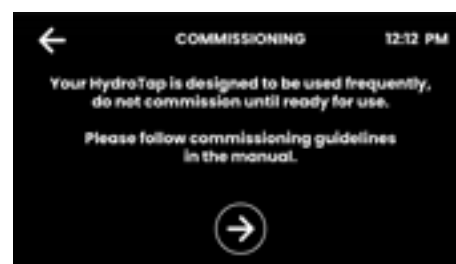 COMMISSIONING 12:12 PM
Your HydroTap is designed to be used frequently,
do not commission until ready for use.
Please follow commissioning guidelines
in the manual.